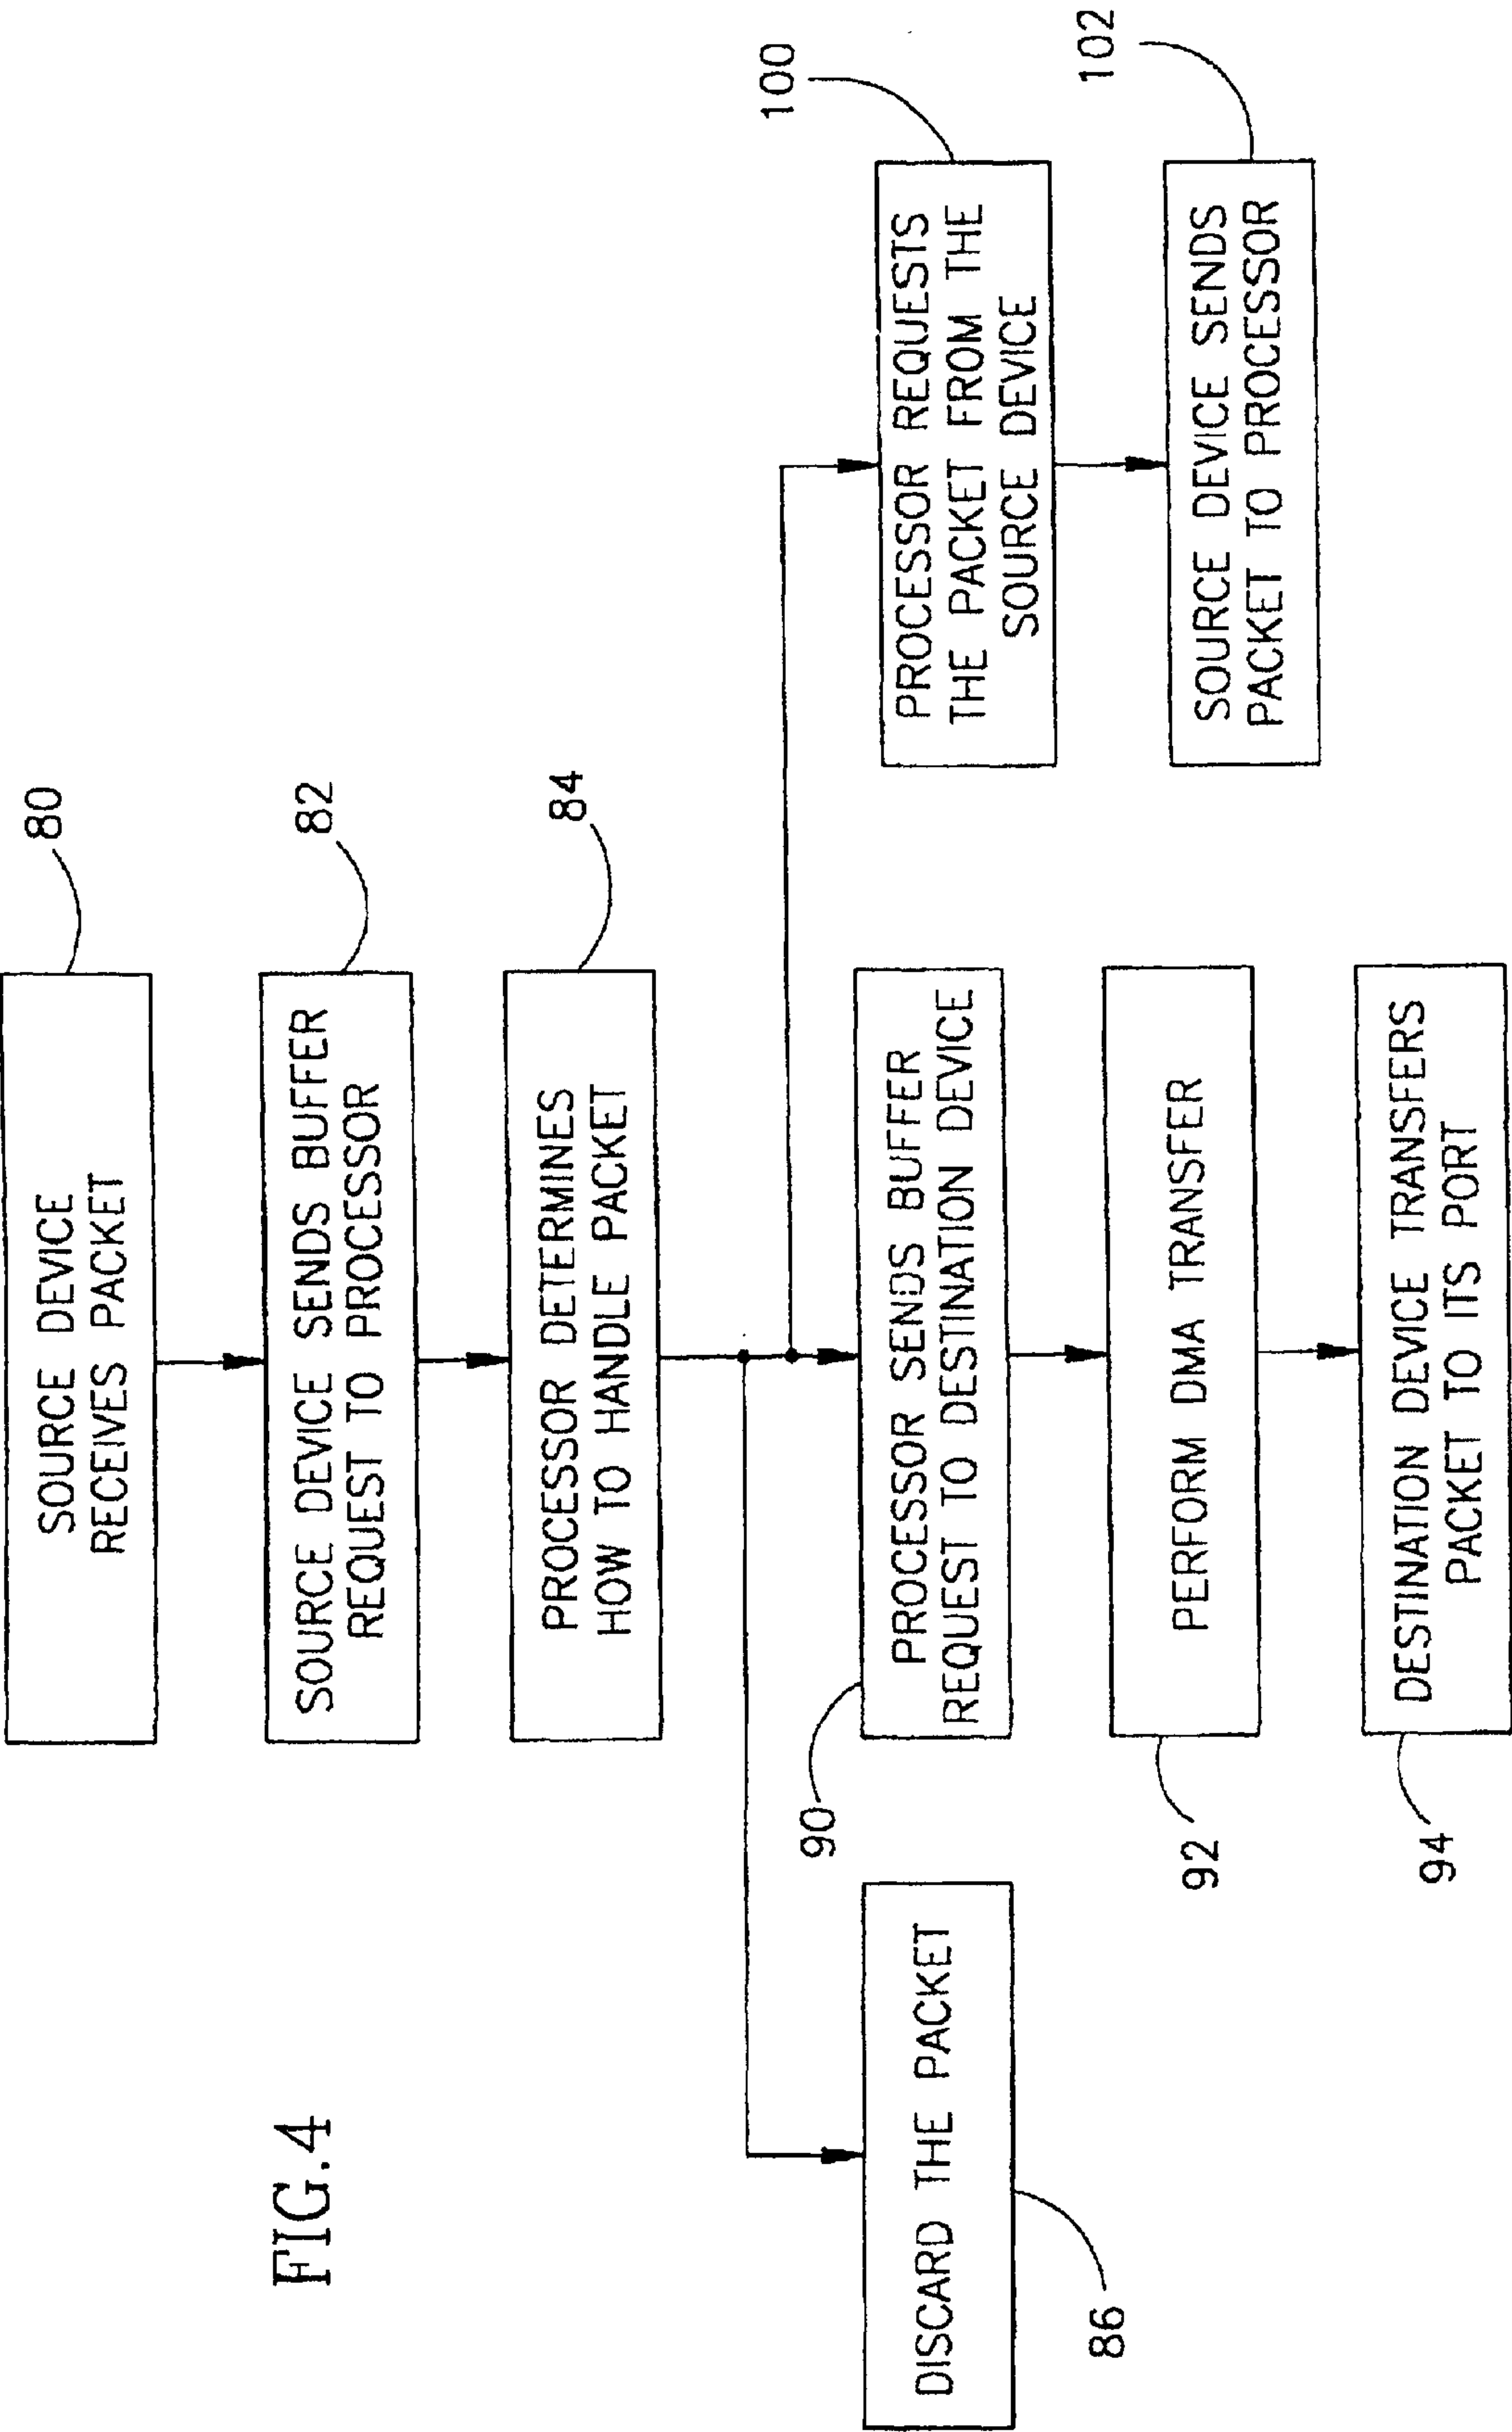 FIG.4
SOURCE DEVICE
RECEIVES PACKET
80
SOURCE DEVICE SENDS BUFFER
REQUEST TO PROCESSOR
82
PROCESSOR DETERMINES
HOW TO HANDLE PACKET
84
DISCARD THE PACKET
86
90
PROCESSOR SENDS BUFFER
REQUEST TO DESTINATION DEVICE
92
PERFORM DMA TRANSFER
94
DESTINATION DEVICE TRANSFERS
PACKET TO ITS PORT
100
PROCESSOR REQUESTS
THE PACKET FROM THE
SOURCE DEVICE
102
SOURCE DEVICE SENDS
PACKET TO PROCESSOR